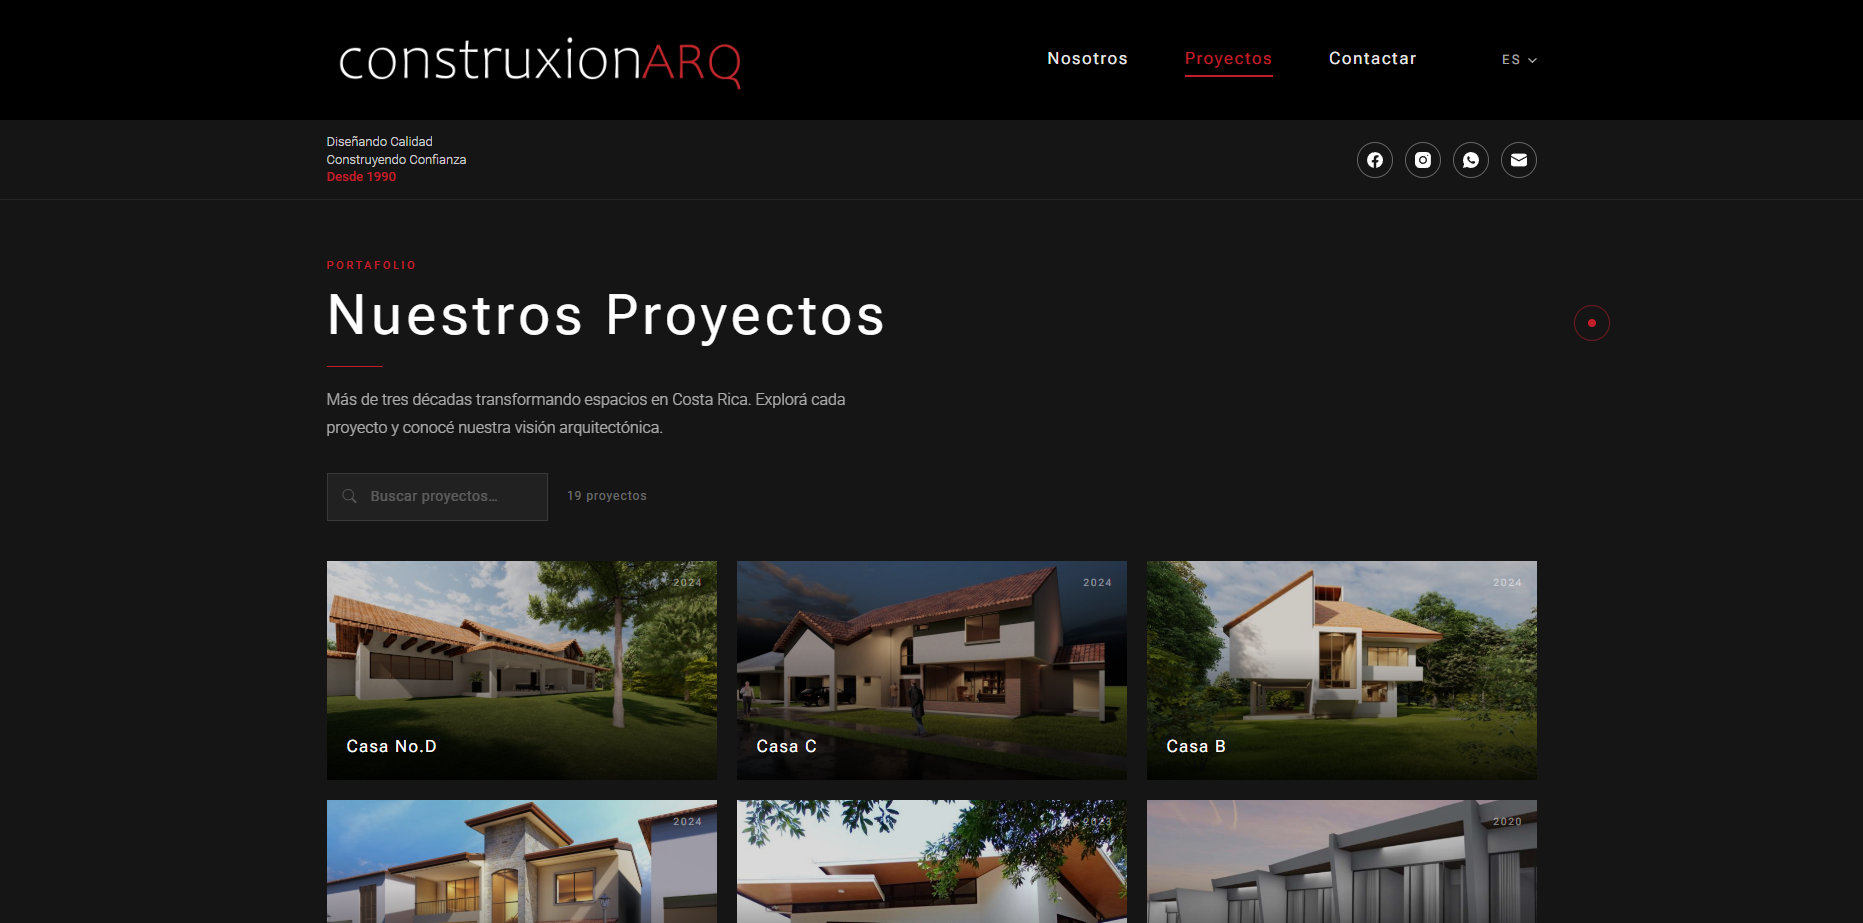 construxionARQ
Nosotros
Proyectos
Contactar
ES
Diseñando Calidad
Construyendo Confianza
Desde 1990
PORTAFOLIO
Nuestros Proyectos
Más de tres décadas transformando espacios en Costa Rica. Explorá cada
proyecto y conocé nuestra visión arquitectónica.
Buscar proyectos...
19 proyectos
2024
Casa No.D
2024
Casa C
2024
Casa B
2024
2023
2020